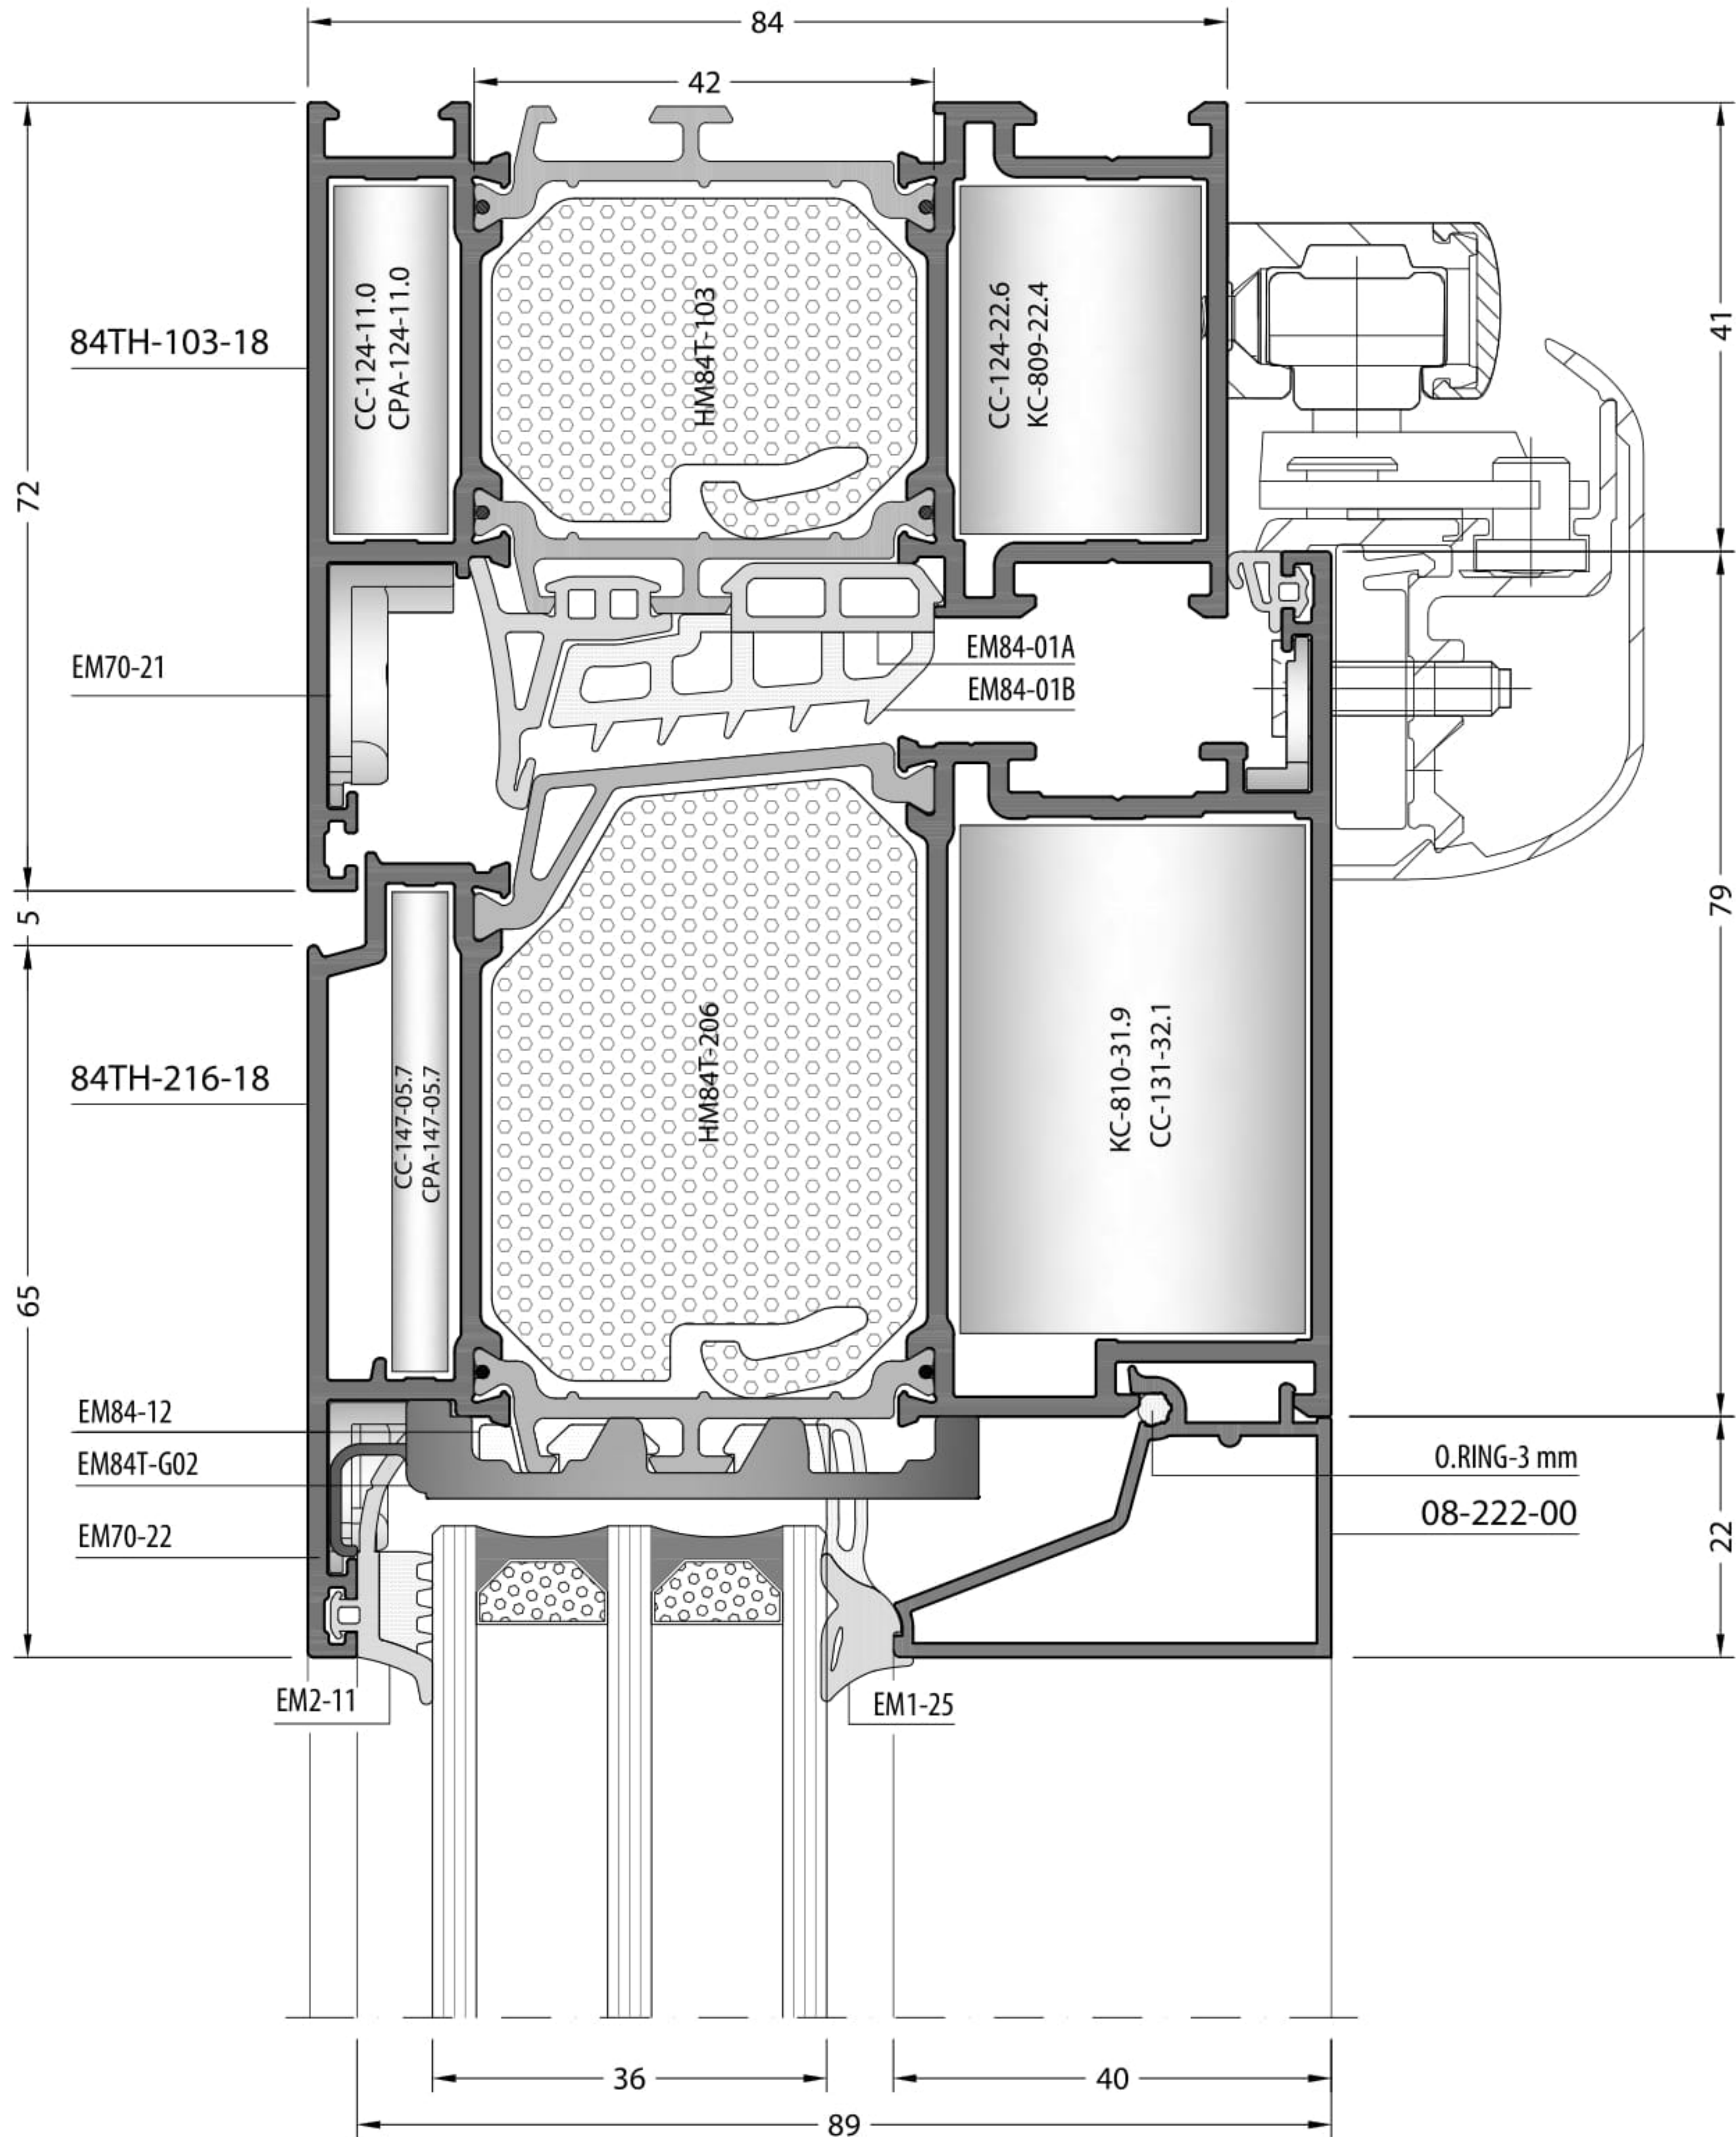 84
42
CC-124-11.0
CPA-124-11.0
HM84T-103
CC-124-22.6
KC-809-22.4
84TH-103-18
41
72
EM70-21
EM84-01A
EM84-01B
5
79
84TH-216-18
CC-147-05.7
CPA-147-05.7
HM84T-206
KC-810-31.9
CC-131-32.1
65
EM84-12
EM84T-G02
EM70-22
O.RING-3 mm
08-222-00
22
EM2-11
EM1-25
36
40
89